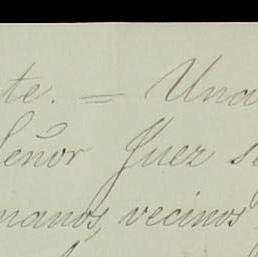 te. = Una
Señor Juez s
manos, vecinos